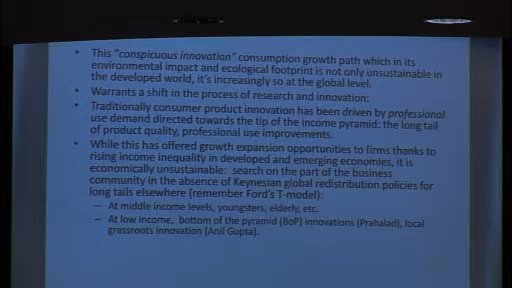 • This "conspicuous innovation" consumption growth path which in its
environmental impact and ecological footprint is not only unsustainable in
the developed world, it's increasingly so at the global level.
• Warrants a shift in the process of research and innovation:
• Traditionally consumer product innovation has been driven by professional
use demand directed towards the tip of the income pyramid: the long tail
of product quality, professional use improvements.
• While this has offered growth expansion opportunities to firms thanks to
rising income inequality in developed and emerging economies, it is
economically unsustainable: search on the part of the business
community in the absence of Keynesian global redistribution policies for
long tails elsewhere (remember Ford's T-model):
– At middle income levels, youngsters, elderly, etc.
– At low income, bottom of the pyramid (BoP) innovations (Prahalad), local
grassroots innovation (Anil Gupta).